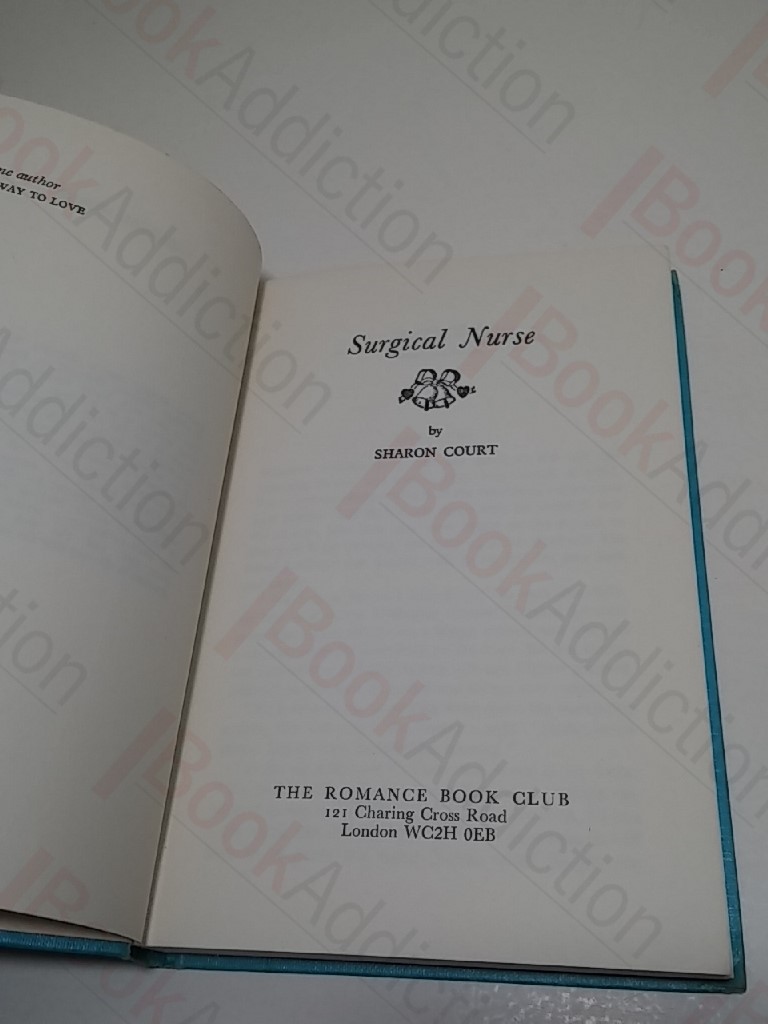 author
WAY TO LOVE
Surgical Nurse
by
SHARON COURT
THE ROMANCE BOOK CLUB
121 Charing Cross Road
London WC2H 0EB
BookAddiction